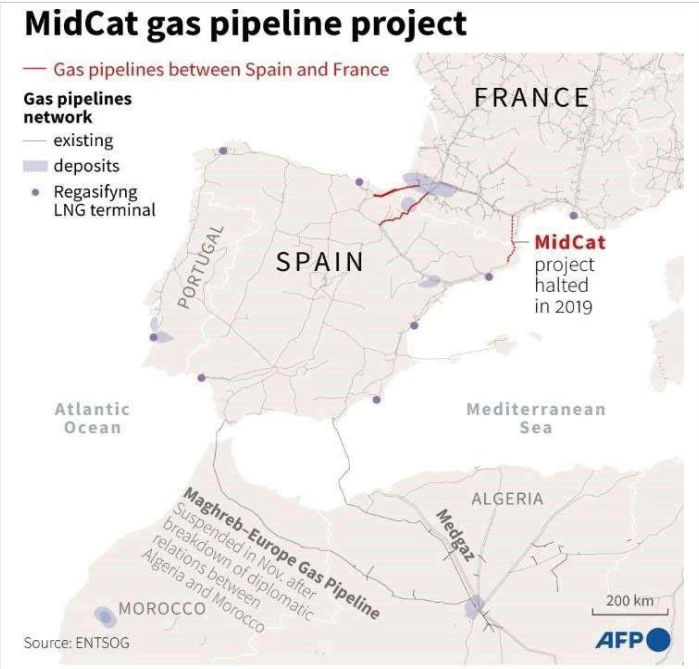 MidCat gas pipeline project
Gas pipelines between Spain and France
Gas pipelines
network
existing
deposits
Regasifyng
LNG terminal
FRANCE
PORTUGAL
SPAIN
MidCat
project
halted
in 2019
Atlantic
Ocean
Mediterranean
Sea
ALGERIA
Medgaz
Maghreb-Europe Gas Pipeline
Suspended in Nov. after
breakdown of diplomatic
relations between
Algeria and Morocco
MOROCCO
200 km
Source: ENTSOG
AFP